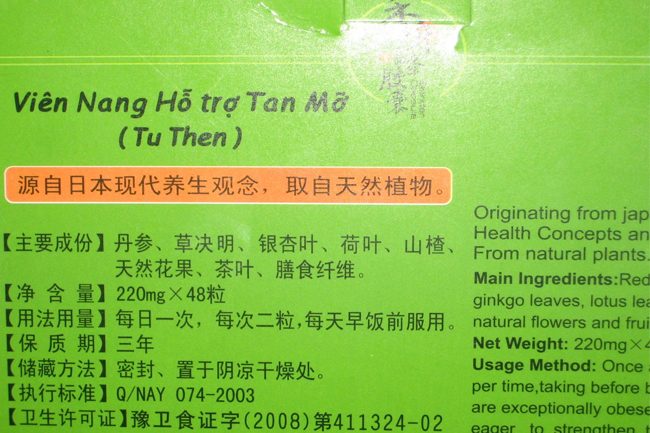 Viên Nang Hỗ trợ Tan Mỡ
(Tu Then)
源自日本现代养生观念，取自天然植物。
【主要成份】丹参、草决明、银杏叶、荷叶、山楂、
天然花果、茶叶、膳食纤维。
【净含量】220mg×48粒
【用法用量】每日一次，每次二粒，每天早饭前服用。
【保质期】三年
【储藏方法】密封、置于阴凉干燥处。
【执行标准】Q/NAY 074-2003
【卫生许可证】豫卫食证字(2008)第411324-02
Originating from jap
Health Concepts an
From natural plants.
Main Ingredients:Red
ginkgo leaves, lotus lea
natural flowers and frui
Net Weight: 220mg×4
Usage Method: Once a
per time,taking before b
are exceptionally obese
eager, to strengthen t